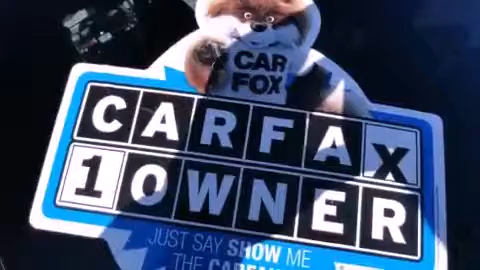 CAR
FOX
CARFAX
1OWNER
JUST SAY SHOW ME
THE